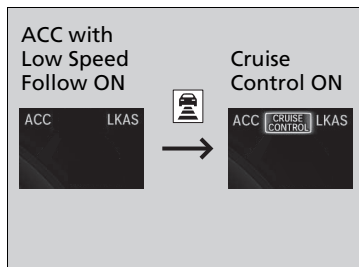 ACC with
Low Speed
Follow ON
Cruise
Control ON
ACC LKAS
ACC CRUISE CONTROL LKAS